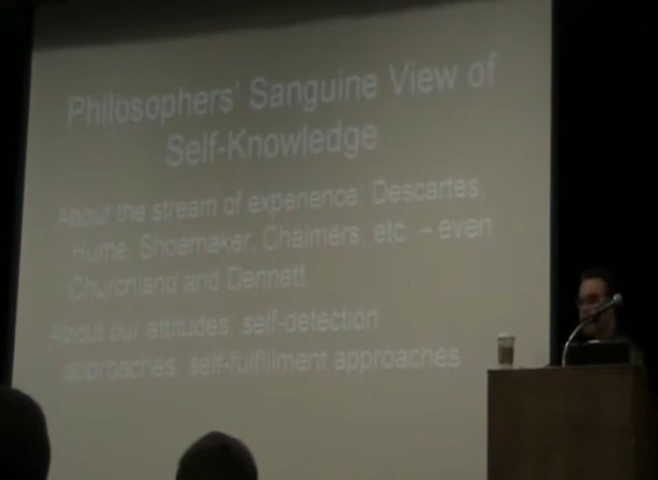 Philosophers' Sanguine View of
Self-Knowledge
About the stream of experience: Descartes,
Hume, Shoemaker, Chalmers, etc. – even
Churchland and Dennett
About our attitudes: self-detection
approaches; self-fulfillment approaches